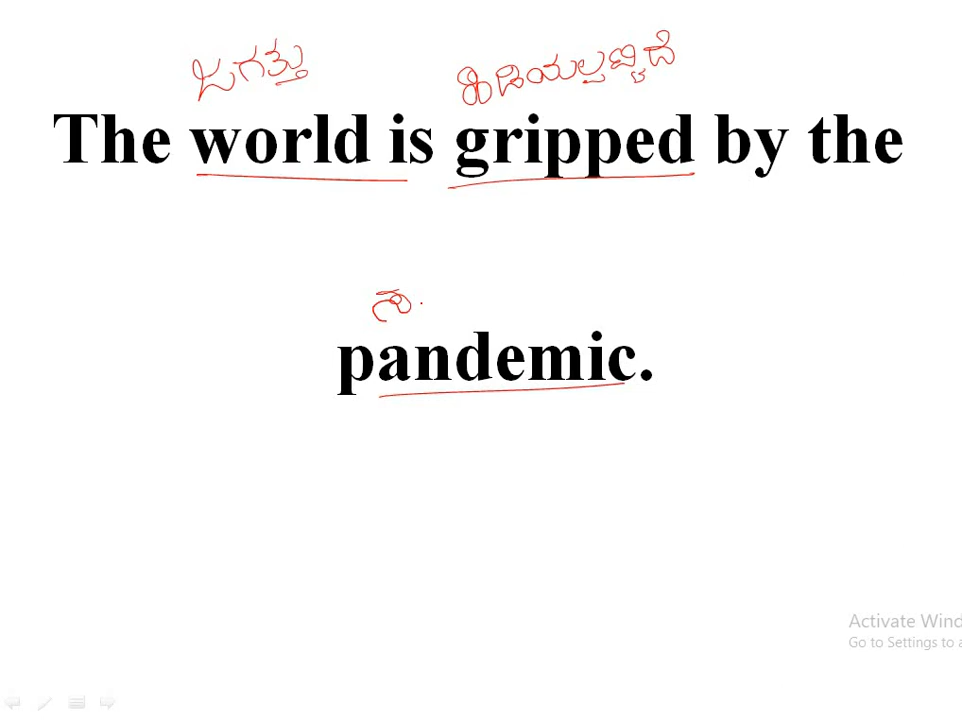 ಜಗತ್ತು ಹಿಡಿಯಲ್ಪಟ್ಟಿದೆ
The world is gripped by the
ಸಾ
pandemic.
Activate Wind
Go to Settings to a